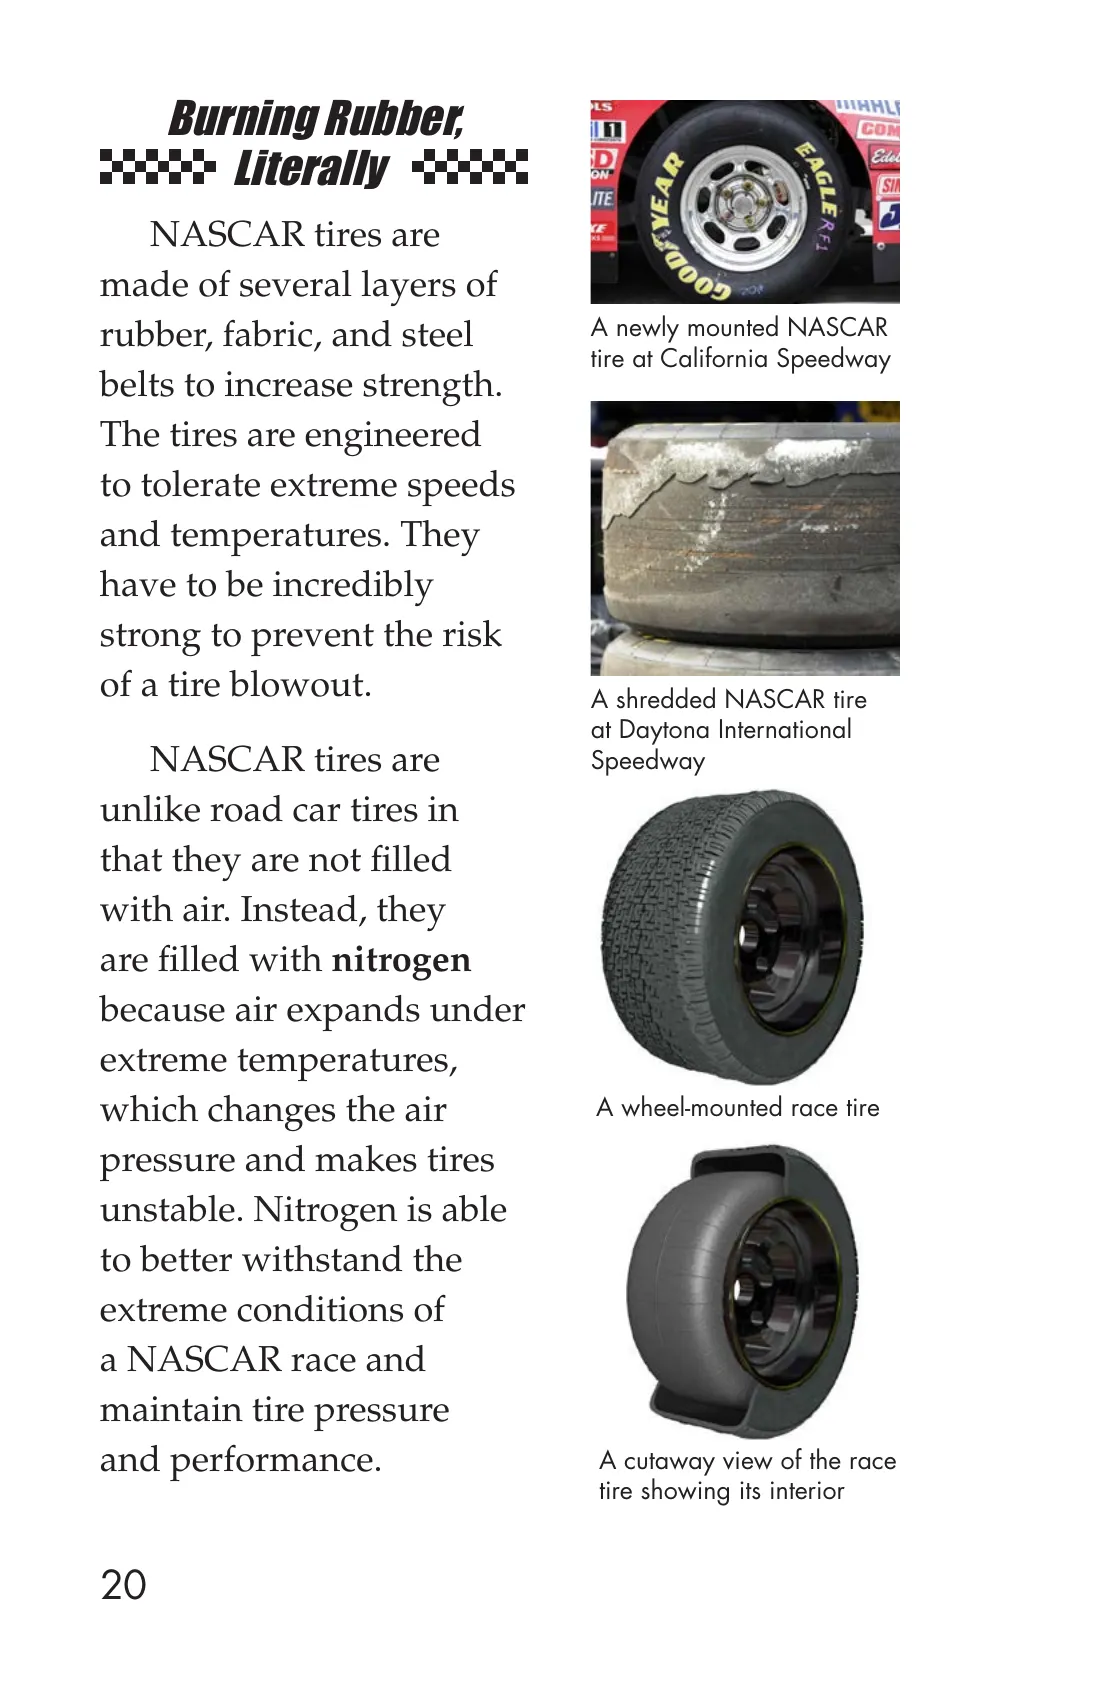 Burning Rubber,
Literally
NASCAR tires are
made of several layers of
rubber, fabric, and steel
belts to increase strength.
The tires are engineered
to tolerate extreme speeds
and temperatures. They
have to be incredibly
strong to prevent the risk
of a tire blowout.
NASCAR tires are
unlike road car tires in
that they are not filled
with air. Instead, they
are filled with nitrogen
because air expands under
extreme temperatures,
which changes the air
pressure and makes tires
unstable. Nitrogen is able
to better withstand the
extreme conditions of
a NASCAR race and
maintain tire pressure
and performance.
20
GOODYEAR
EAGLE
RF1
A newly mounted NASCAR
tire at California Speedway
A shredded NASCAR tire
at Daytona International
Speedway
A wheel-mounted race tire
A cutaway view of the race
tire showing its interior